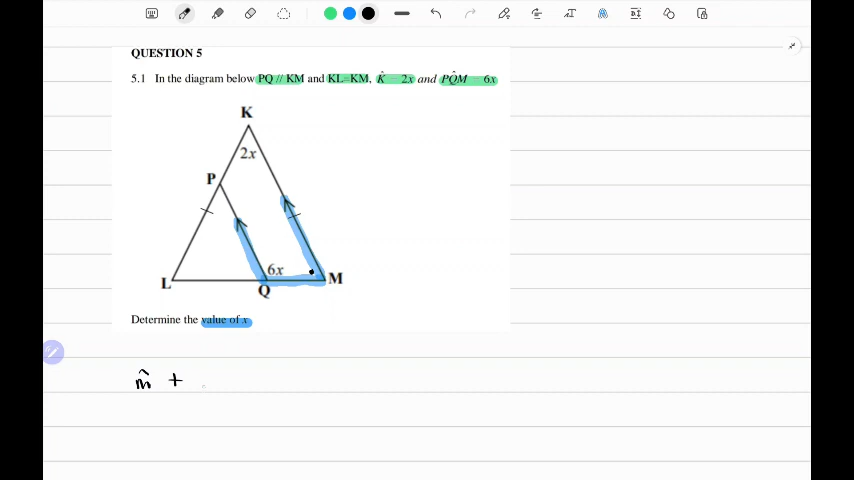 QUESTION 5
5.1 In the diagram below PQ // KM and KL=KM, K̂ = 2x and PQ̂M = 6x
K
2x
P
6x
L
M
Q
Determine the value of x
m̂ +